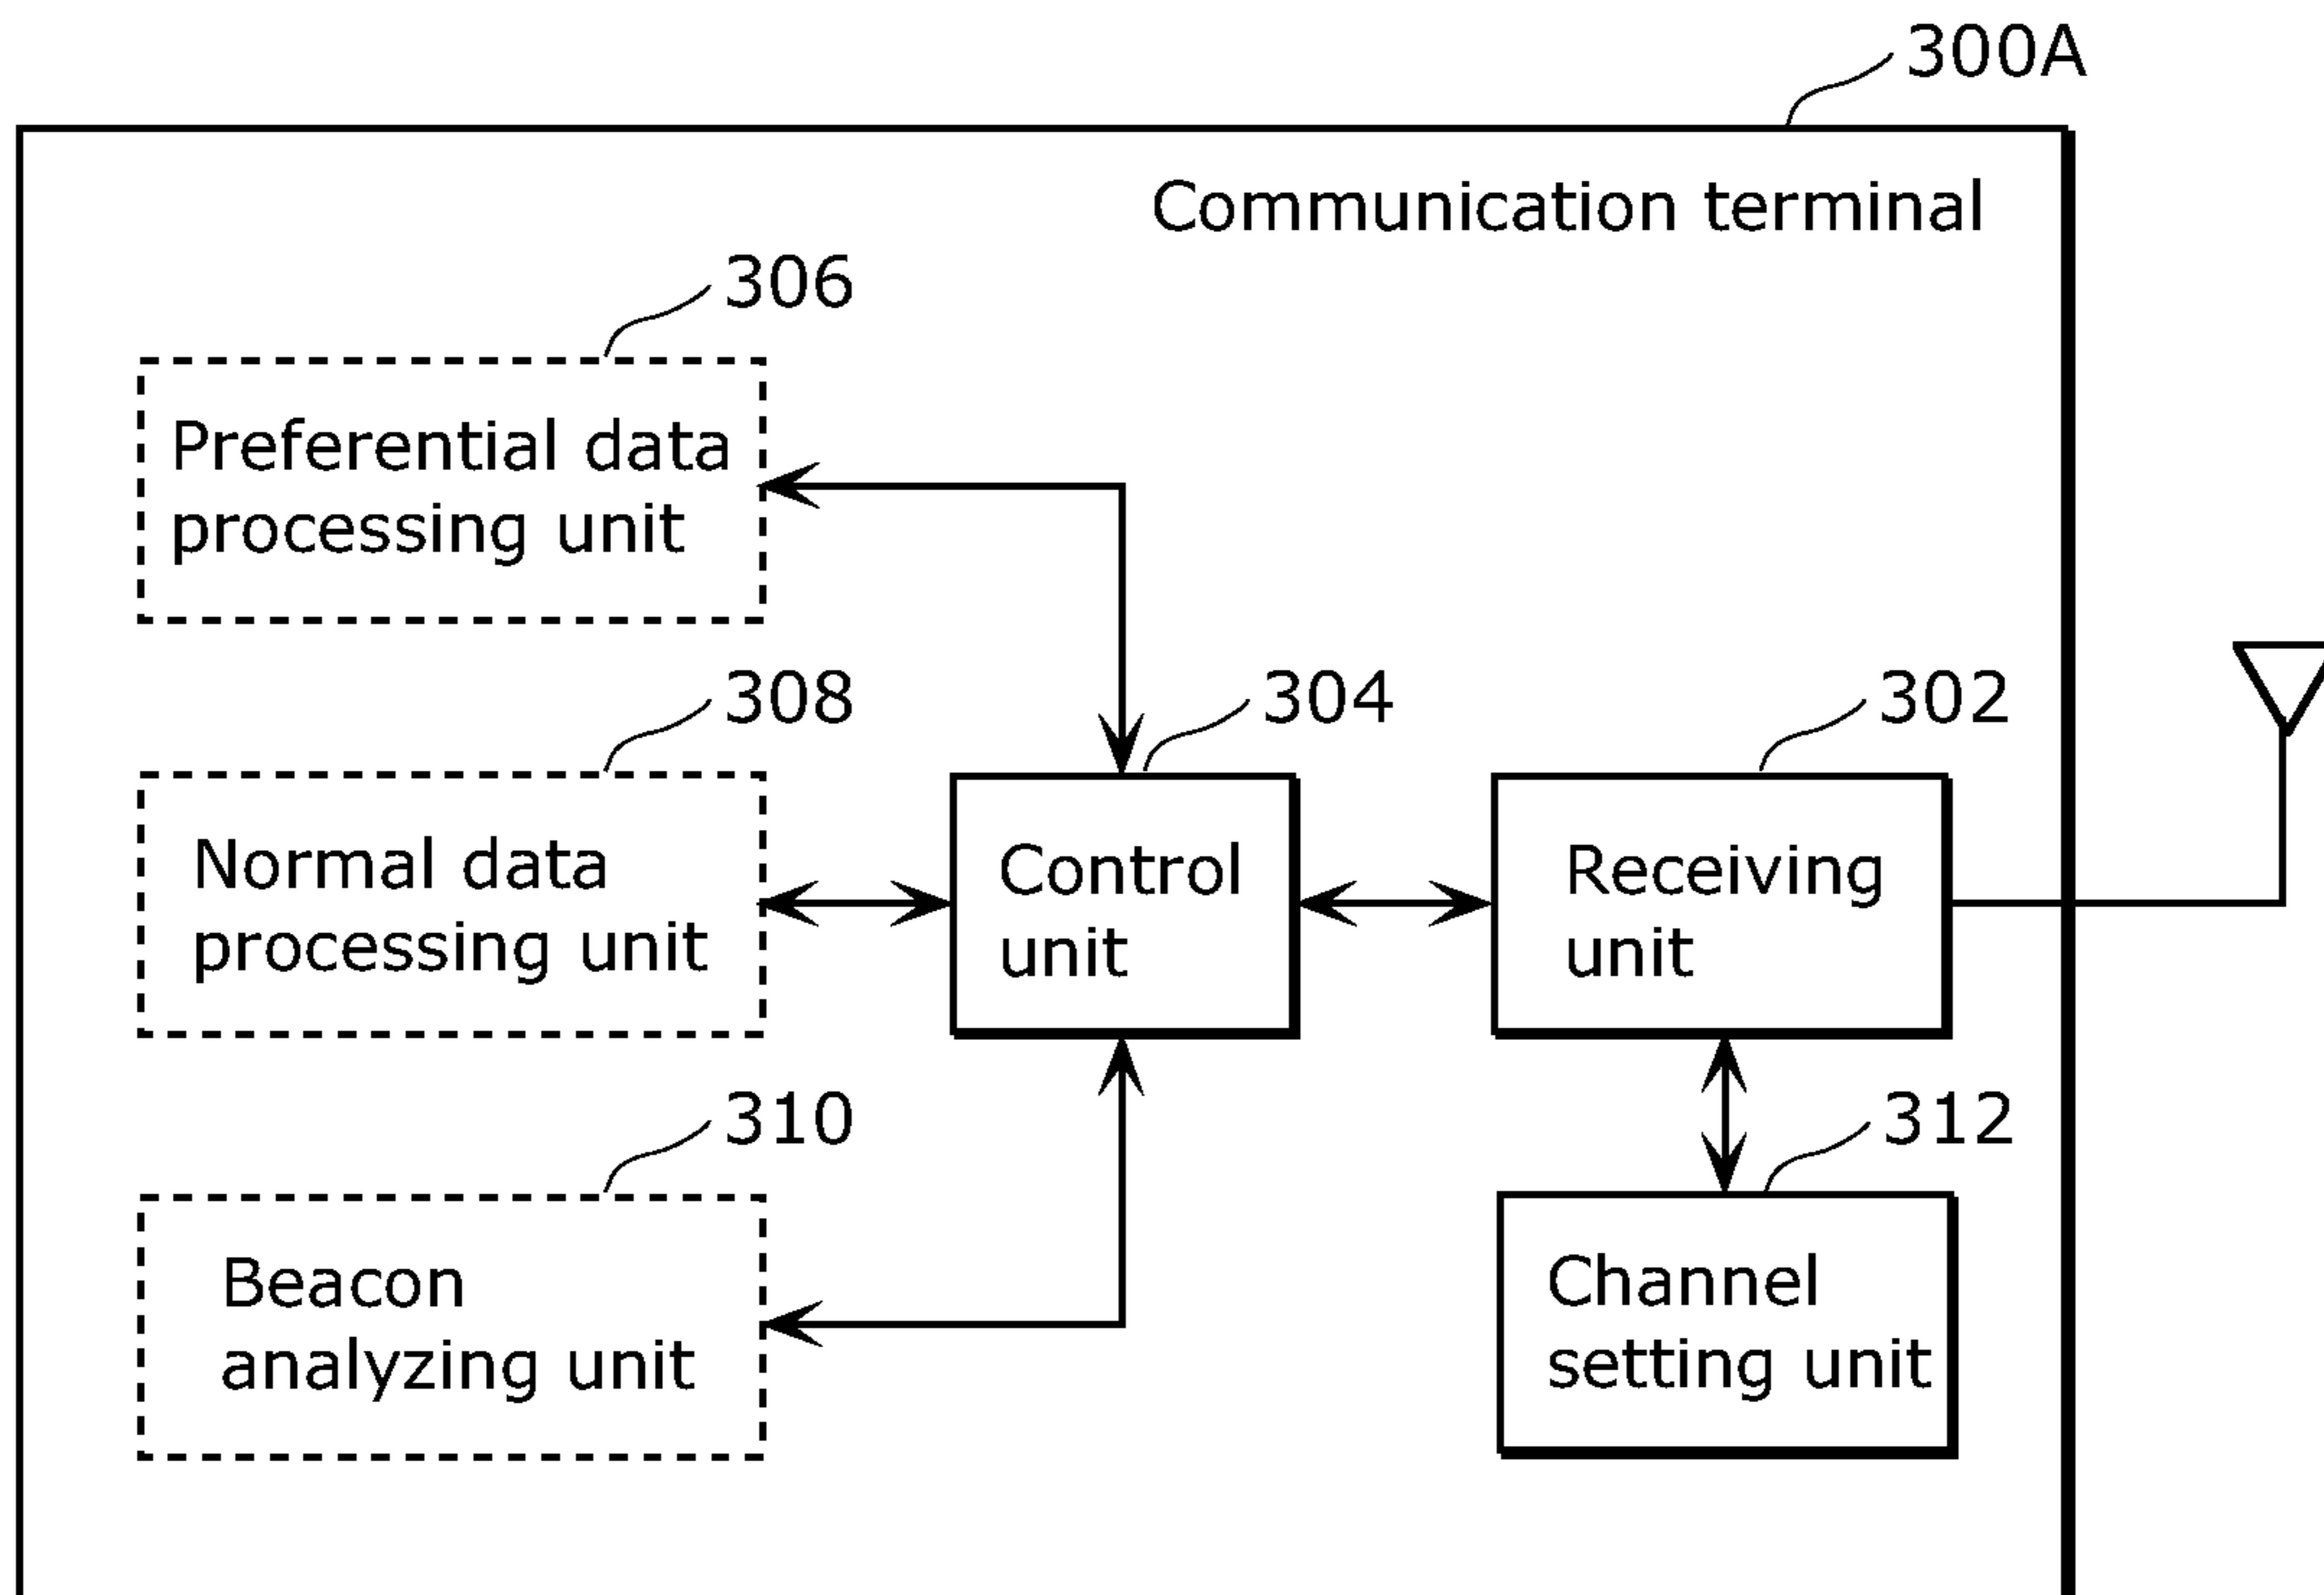 300A
Communication terminal
306
Preferential data
processing unit
308
304
302
Normal data
processing unit
Control
unit
Receiving
unit
310
312
Beacon
analyzing unit
Channel
setting unit